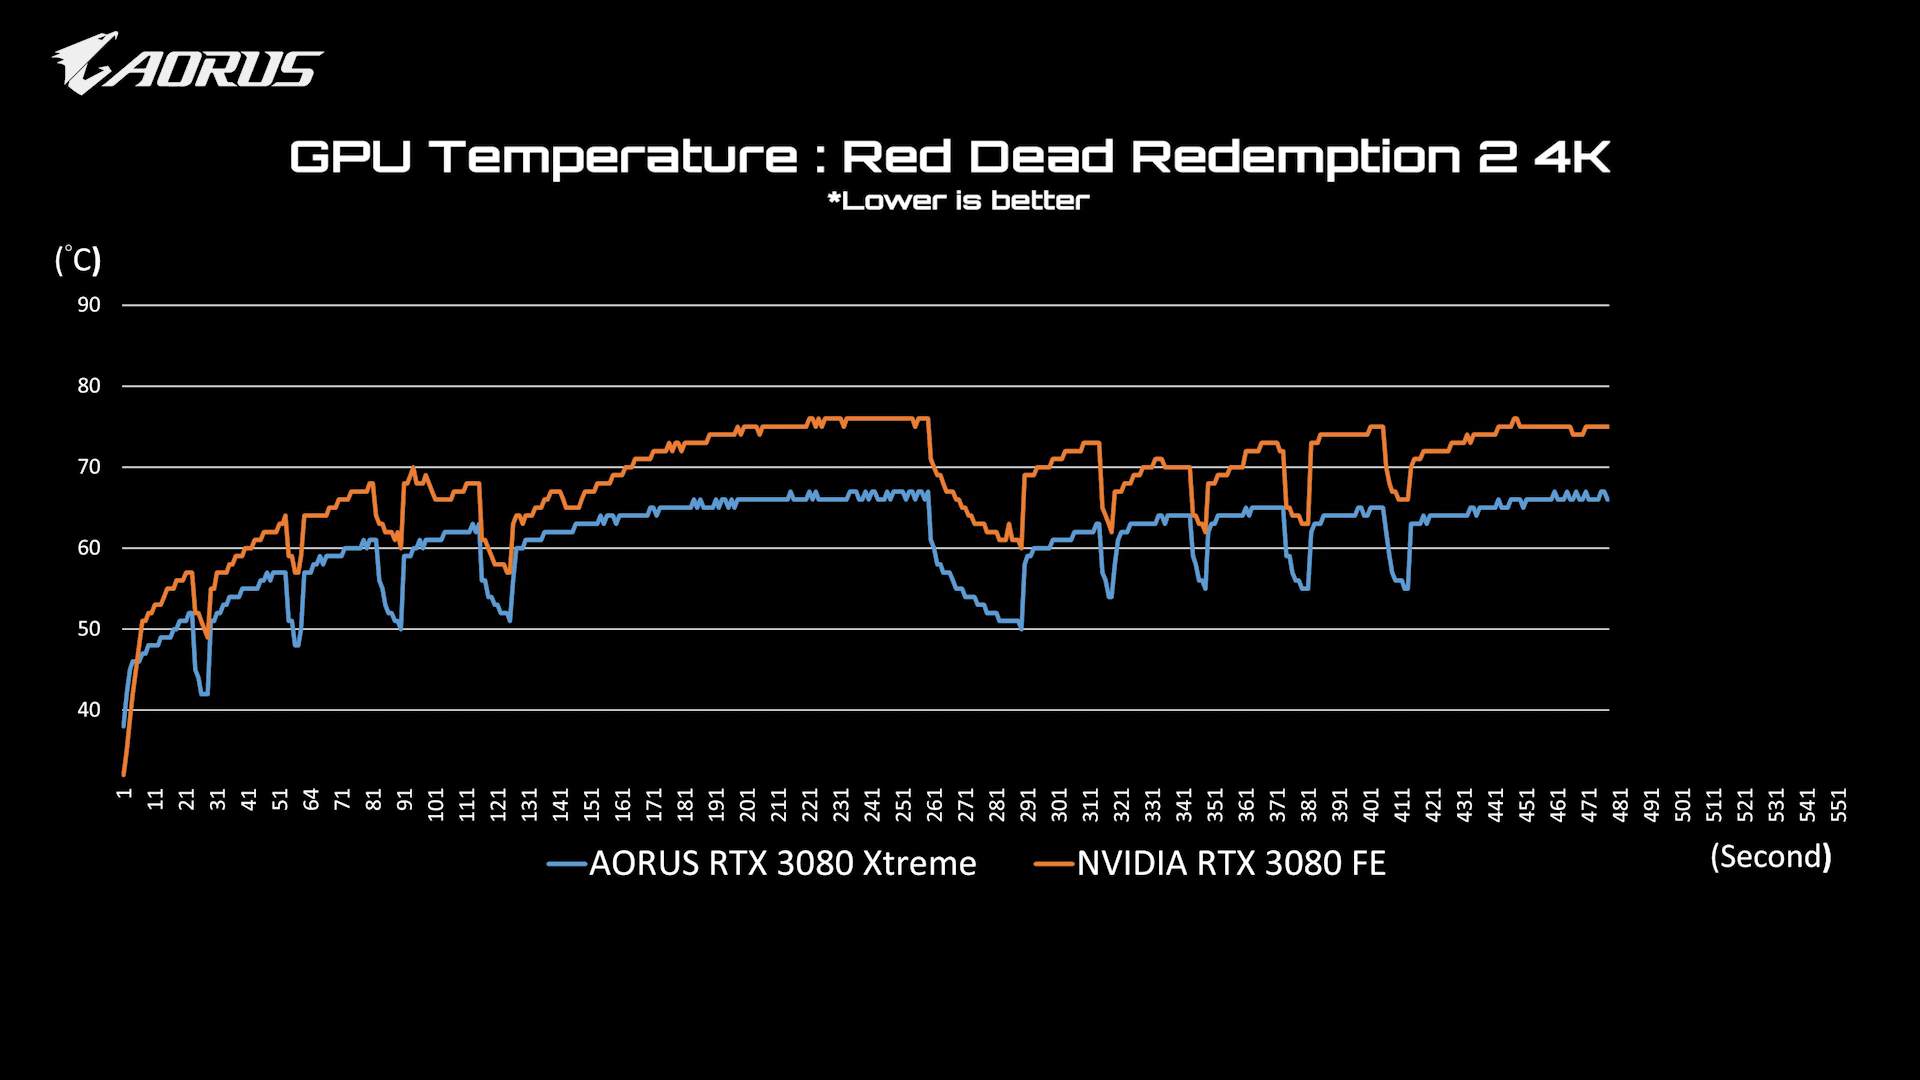 AORUS
GPU Temperature : Red Dead Redemption 2 4K
*Lower is better
(°C)
90
80
70
60
50
40
1 11 21 31 41 51 64 71 81 91 101 111 121 131 141 151 161 171 181 191 201 211 221 231 241 251 261 271 281 291 301 311 321 331 341 351 361 371 381 391 401 411 421 431 441 451 461 471 481 491 501 511 521 531 541 551
AORUS RTX 3080 Xtreme NVIDIA RTX 3080 FE (Second)